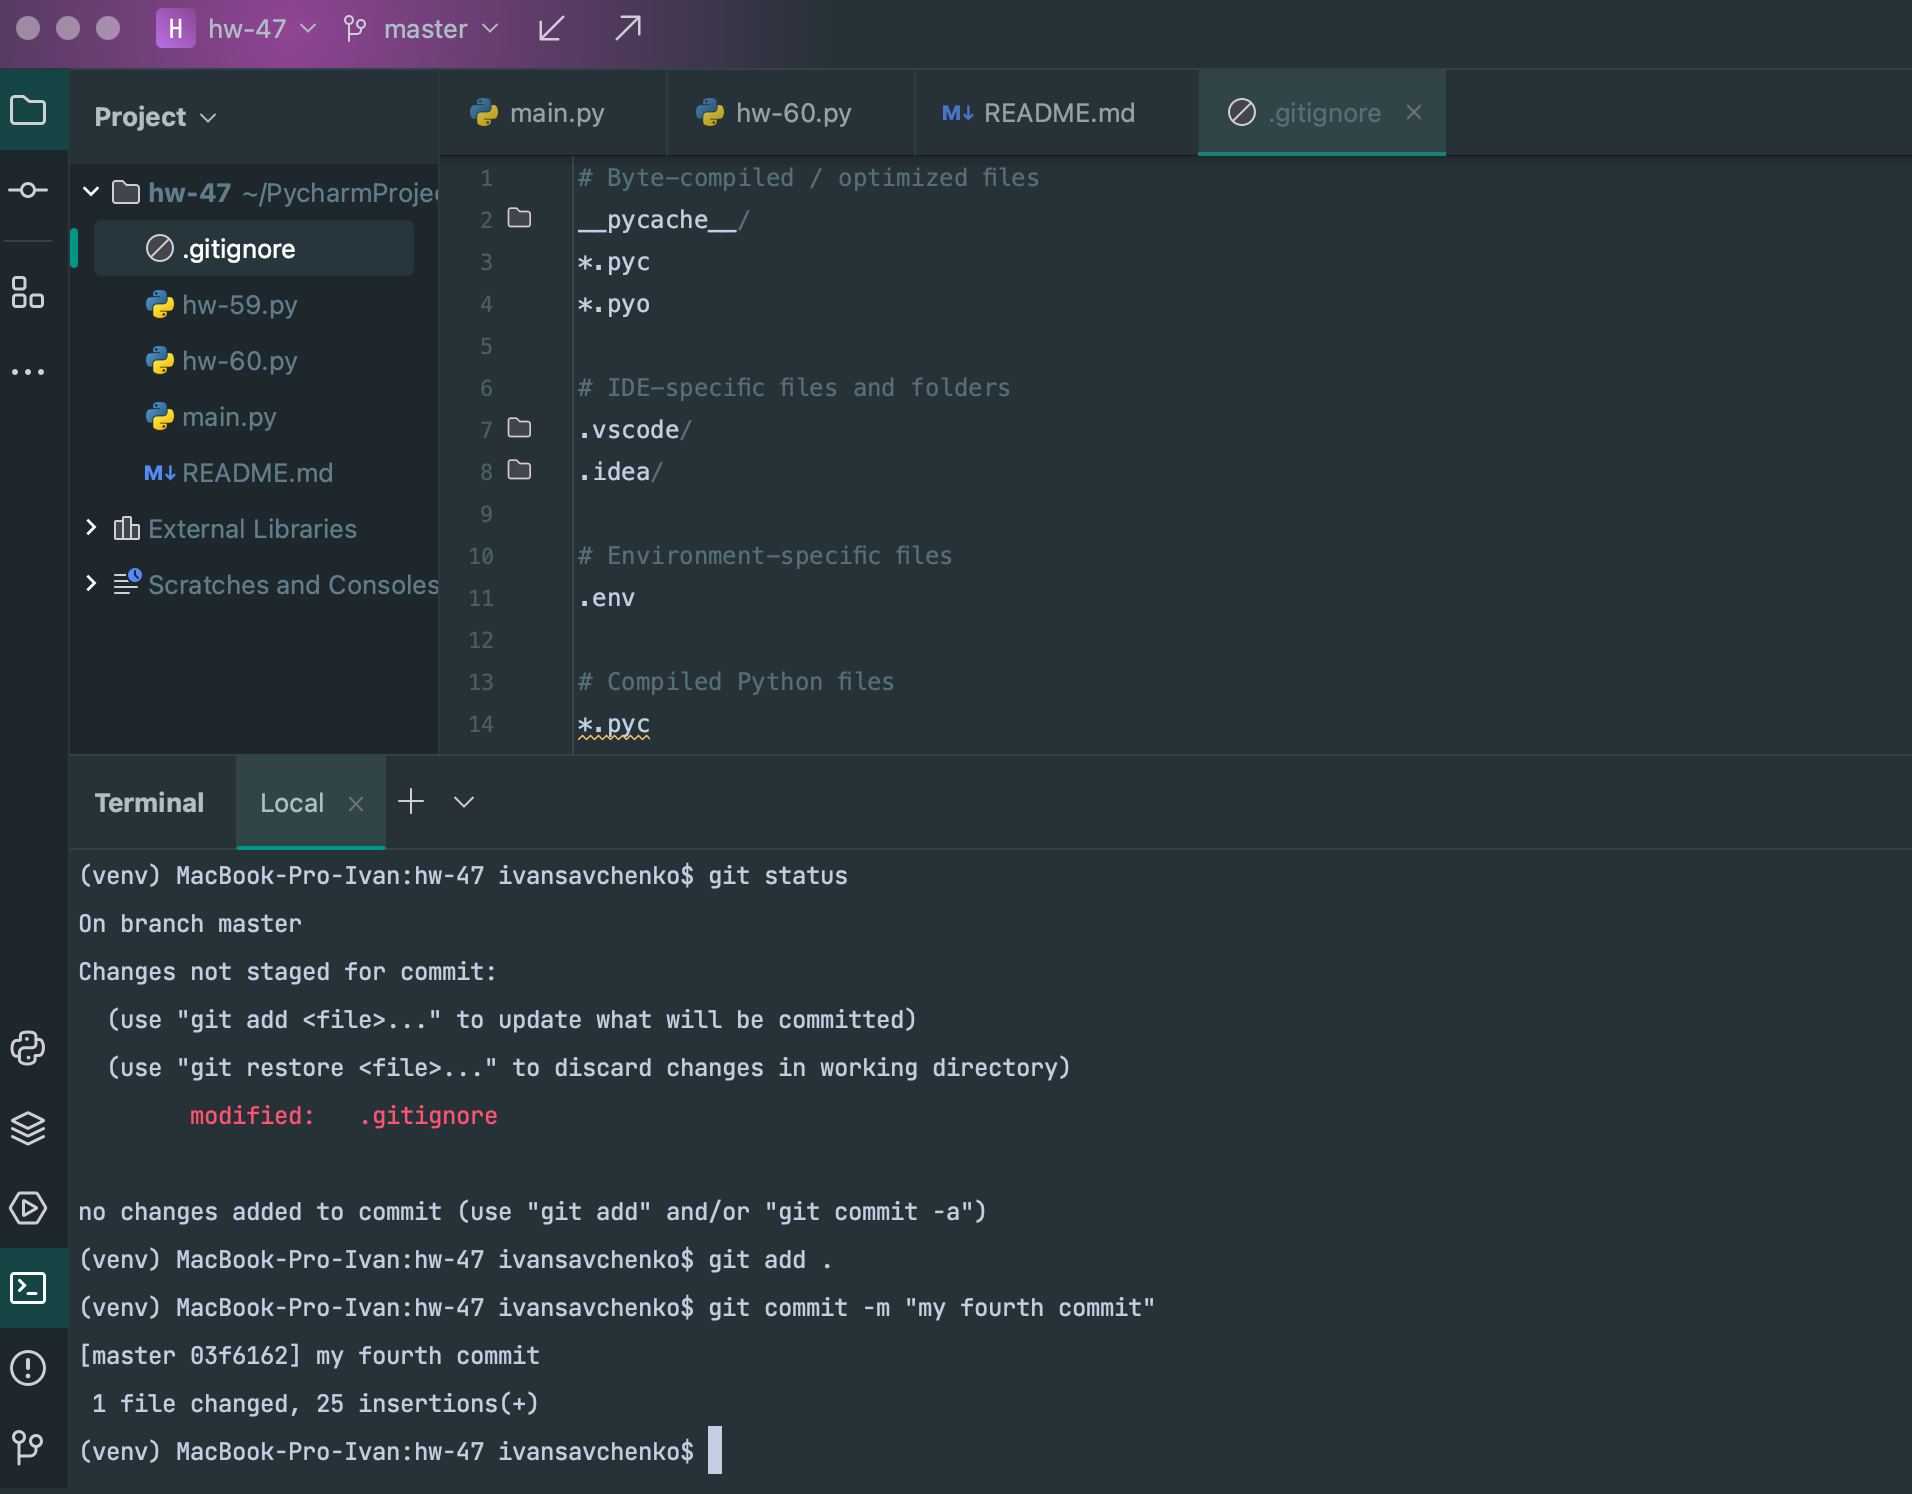 H hw-47 master
Project
main.py
hw-60.py
README.md
.gitignore
hw-47 ~/PycharmProjec
.gitignore
hw-59.py
hw-60.py
main.py
README.md
External Libraries
Scratches and Consoles
1 # Byte-compiled / optimized files
2 __pycache__/
3 *.pyc
4 *.pyo
5
6 # IDE-specific files and folders
7 .vscode/
8 .idea/
9
10 # Environment-specific files
11 .env
12
13 # Compiled Python files
14 *.pyc
Terminal Local
(venv) MacBook-Pro-Ivan:hw-47 ivansavchenko$ git status
On branch master
Changes not staged for commit:
(use "git add <file>..." to update what will be committed)
(use "git restore <file>..." to discard changes in working directory)
modified: .gitignore
no changes added to commit (use "git add" and/or "git commit -a")
(venv) MacBook-Pro-Ivan:hw-47 ivansavchenko$ git add .
(venv) MacBook-Pro-Ivan:hw-47 ivansavchenko$ git commit -m "my fourth commit"
[master 03f6162] my fourth commit
1 file changed, 25 insertions(+)
(venv) MacBook-Pro-Ivan:hw-47 ivansavchenko$